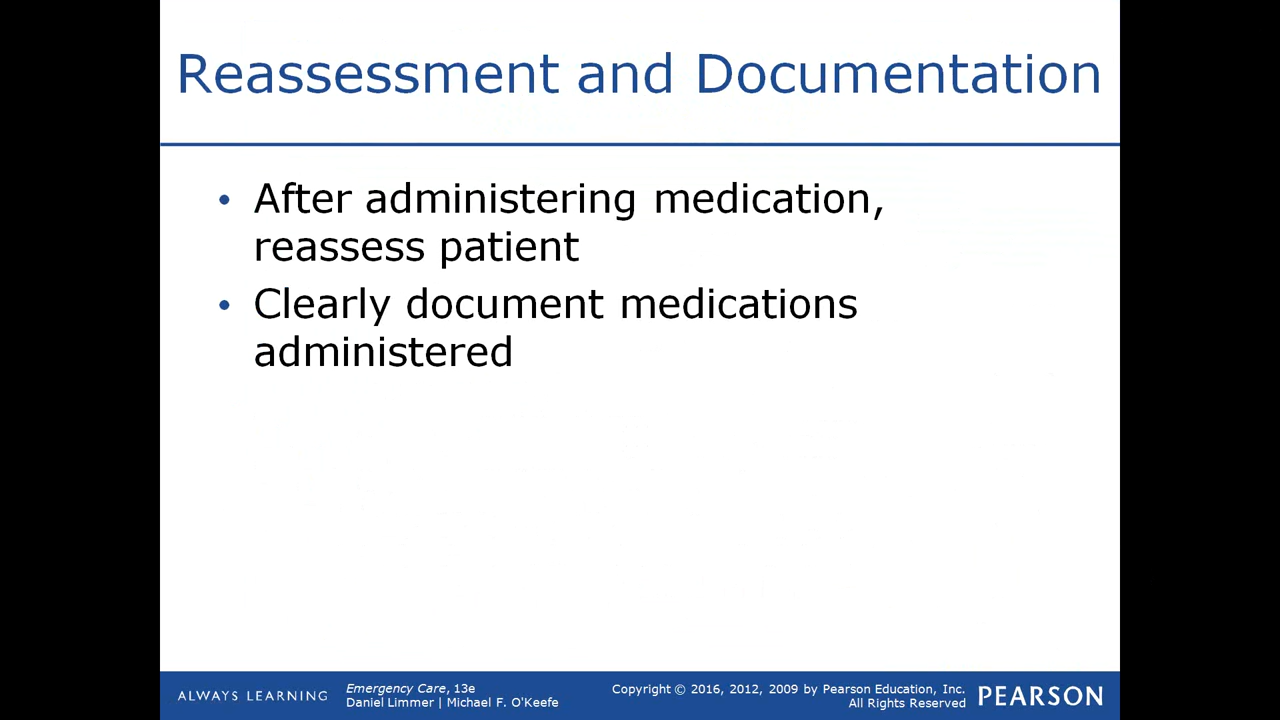 Reassessment and Documentation
• After administering medication,
reassess patient
• Clearly document medications
administered
ALWAYS LEARNING
Emergency Care, 13e
Daniel Limmer | Michael F. O'Keefe
Copyright © 2016, 2012, 2009 by Pearson Education, Inc.
All Rights Reserved
PEARSON